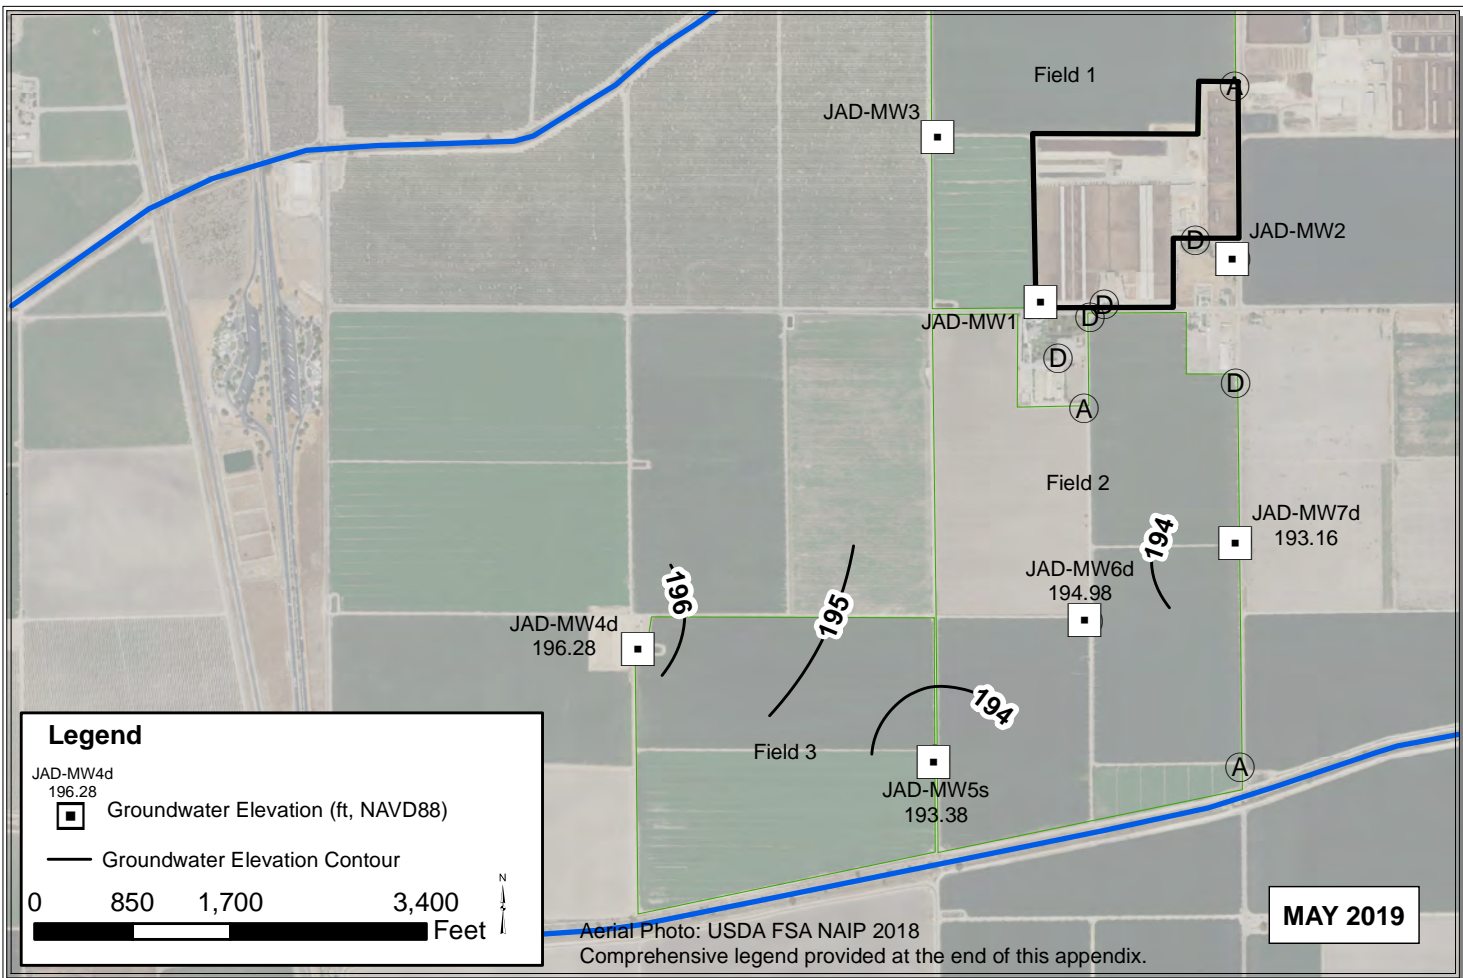 Field 1
A
JAD-MW3
JAD-MW2
D
JAD-MW1
D
D
D
D
A
Field 2
JAD-MW7d
193.16
194
JAD-MW6d
194.98
196
195
JAD-MW4d
196.28
194
Field 3
JAD-MW5s
193.38
A
Legend
JAD-MW4d
196.28
Groundwater Elevation (ft, NAVD88)
Groundwater Elevation Contour
0 850 1,700 3,400
Feet
N
Aerial Photo: USDA FSA NAIP 2018
Comprehensive legend provided at the end of this appendix.
MAY 2019